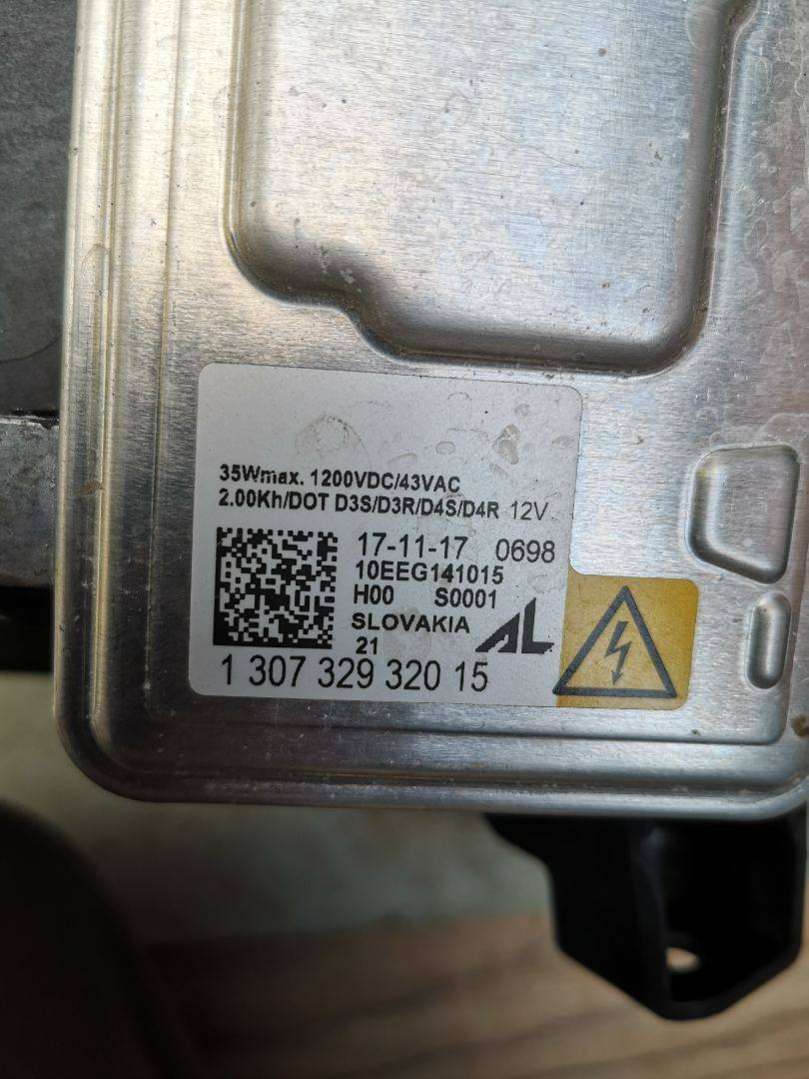 35Wmax. 1200VDC/43VAC
2.00Kh/DOT D3S/D3R/D4S/D4R 12V
17-11-17 0698
10EEG141015
H00 S0001
SLOVAKIA
21
AL
1 307 329 320 15